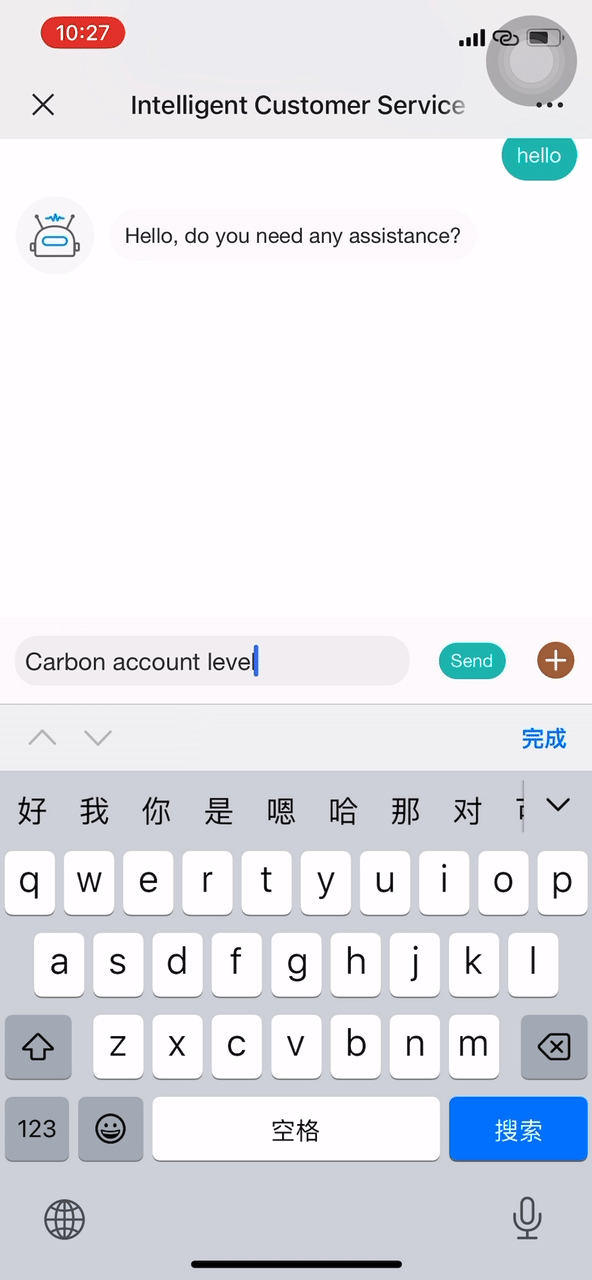 10:27
Intelligent Customer Service
hello
Hello, do you need any assistance?
Carbon account level
Send
完成
好 我 你 是 嗯 哈 那 对
q w e r t y u i o p
a s d f g h j k l
z x c v b n m
123 空格 搜索